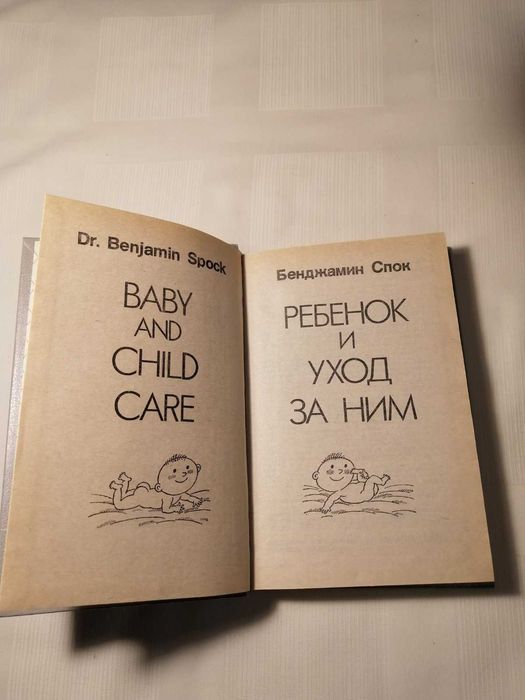 Dr. Benjamin Spock
BABY
AND
CHILD
CARE
Бенджамин Спок
РЕБЕНОК
И
УХОД
ЗА НИМ